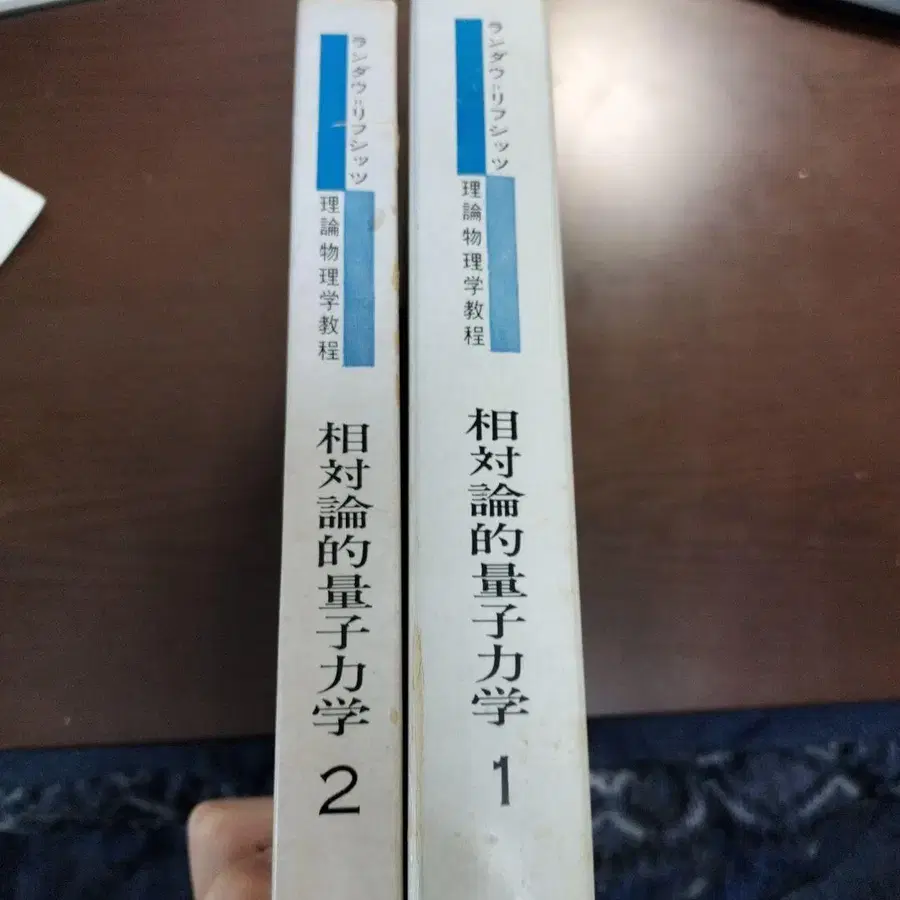 ランダウ=リフシッツ
理論物理学教程
相対論的量子力学
2
ランダウ=リフシッツ
理論物理学教程
相対論的量子力学
1